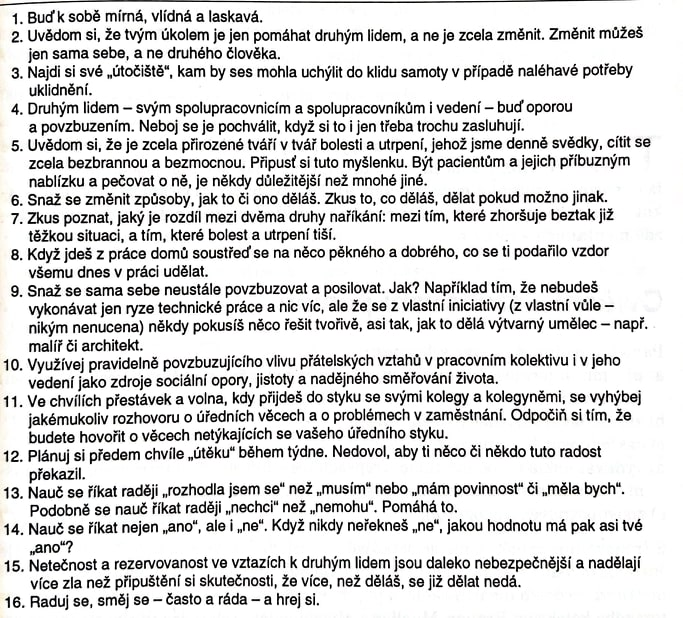 1. Buď k sobě mírná, vlídná a laskavá.
2. Uvědom si, že tvým úkolem je jen pomáhat druhým lidem, a ne je zcela změnit. Změnit můžeš
jen sama sebe, a ne druhého člověka.
3. Najdi si své „útočiště“, kam by ses mohla uchýlit do klidu samoty v případě naléhavé potřeby
uklidnění.
4. Druhým lidem – svým spolupracovnicím a spolupracovníkům i vedení – buď oporou
a povzbuzením. Neboj se je pochválit, když si to i jen třeba trochu zasluhují.
5. Uvědom si, že je zcela přirozené tváří v tvář bolesti a utrpení, jehož jsme denně svědky, cítit se
zcela bezbrannou a bezmocnou. Připusť si tuto myšlenku. Být pacientům a jejich příbuzným
nablízku a pečovat o ně, je někdy důležitější než mnohé jiné.
6. Snaž se změnit způsoby, jak to či ono děláš. Zkus to, co děláš, dělat pokud možno jinak.
7. Zkus poznat, jaký je rozdíl mezi dvěma druhy naříkání: mezi tím, které zhoršuje beztak již
těžkou situaci, a tím, které bolest a utrpení tiší.
8. Když jdeš z práce domů soustřeď se na něco pěkného a dobrého, co se ti podařilo vzdor
všemu dnes v práci udělat.
9. Snaž se sama sebe neustále povzbuzovat a posilovat. Jak? Například tím, že nebudeš
vykonávat jen ryze technické práce a nic víc, ale že se z vlastní iniciativy (z vlastní vůle –
nikým nenucena) někdy pokusíš něco řešit tvořivě, asi tak, jak to dělá výtvarný umělec – např.
malíř či architekt.
10. Využívej pravidelně povzbuzujícího vlivu přátelských vztahů v pracovním kolektivu i v jeho
vedení jako zdroje sociální opory, jistoty a nadějného směřování života.
11. Ve chvílích přestávek a volna, kdy přijdeš do styku se svými kolegy a kolegyněmi, se vyhýbej
jakémukoliv rozhovoru o úředních věcech a o problémech v zaměstnání. Odpočiň si tím, že
budete hovořit o věcech netýkajících se vašeho úředního styku.
12. Plánuj si předem chvíle „útěku“ během týdne. Nedovol, aby ti něco či někdo tuto radost
překazil.
13. Nauč se říkat raději „rozhodla jsem se“ než „musím“ nebo „mám povinnost“ či „měla bych“.
Podobně se nauč říkat raději „nechci“ než „nemohu“. Pomáhá to.
14. Nauč se říkat nejen „ano“, ale i „ne“. Když nikdy neřekneš „ne“, jakou hodnotu má pak asi tvé
„ano“?
15. Netečnost a rezervovanost ve vztazích k druhým lidem jsou daleko nebezpečnější a nadělají
více zla než připuštění si skutečnosti, že více, než děláš, se již dělat nedá.
16. Raduj se, směj se – často a ráda – a hrej si.